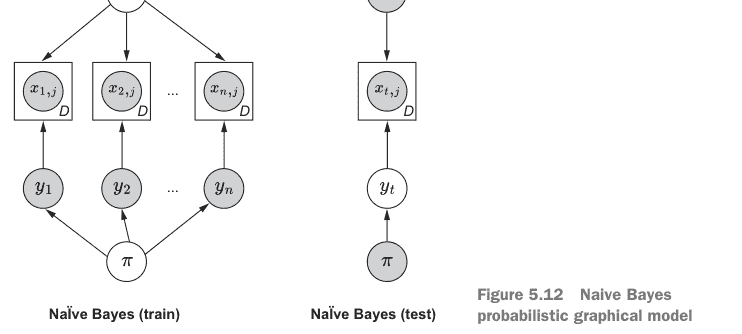 x1,j x2,j ... xn,j xt,j
D D D D
y1 y2 ... yn yt
π π
NaÏve Bayes (train) NaÏve Bayes (test)
Figure 5.12 Naive Bayes
probabilistic graphical model